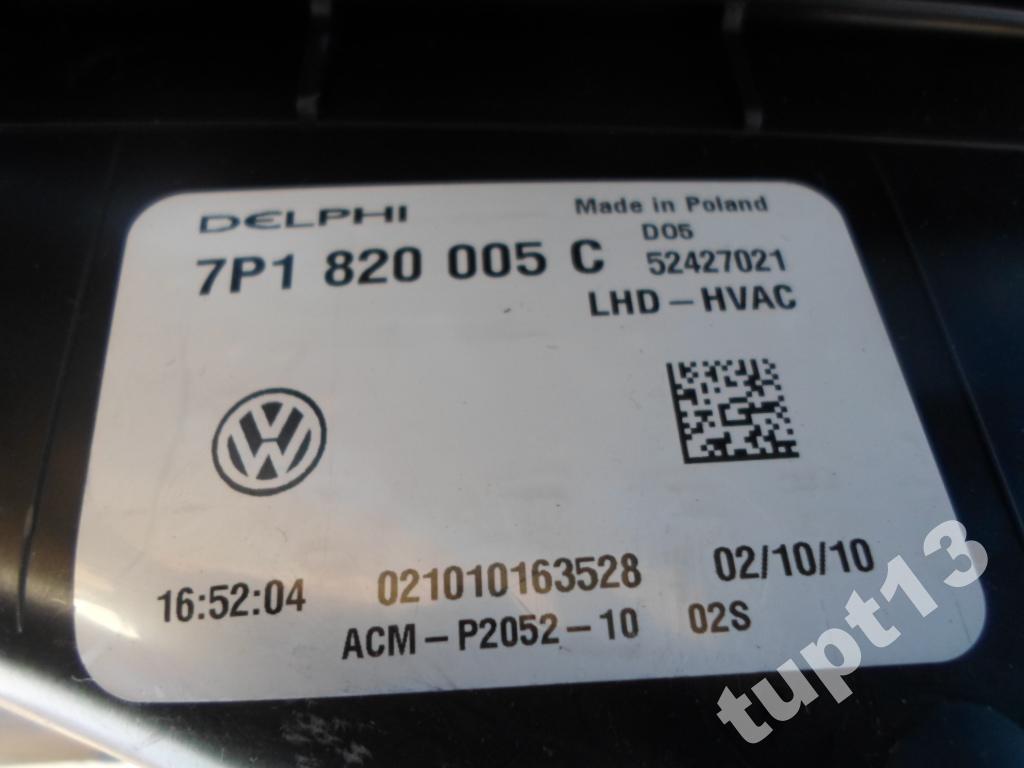 DELPHI
Made in Poland
7P1 820 005 C
D05
52427021
LHD-HVAC
16:52:04 021010163528 02/10/10
ACM-P2052-10 02S
tupt13